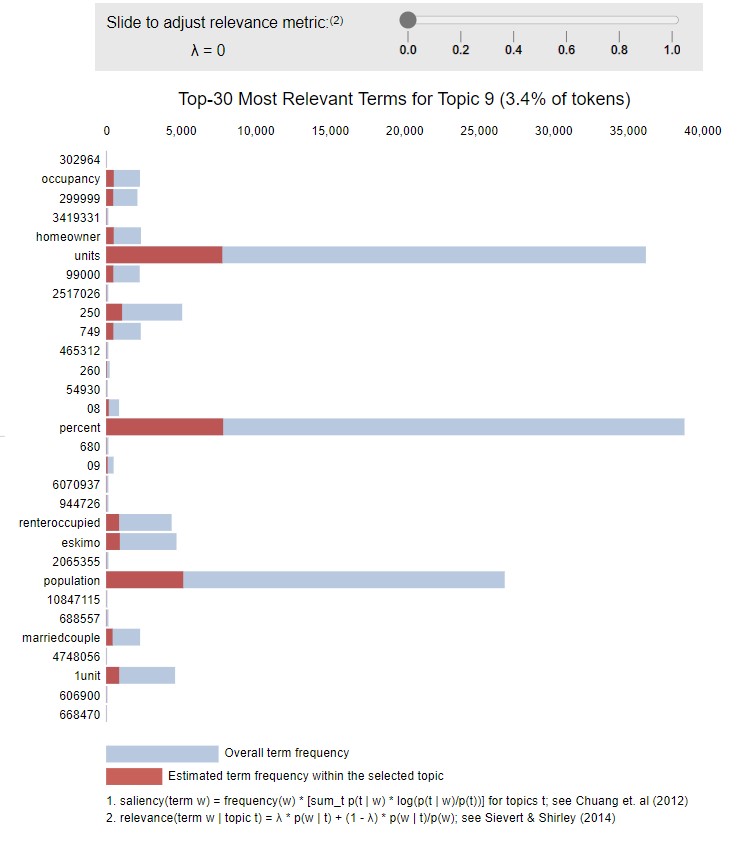 Slide to adjust relevance metric:(2)
λ = 0
0.0 0.2 0.4 0.6 0.8 1.0
Top-30 Most Relevant Terms for Topic 9 (3.4% of tokens)
0 5,000 10,000 15,000 20,000 25,000 30,000 35,000 40,000
302964
occupancy
299999
3419331
homeowner
units
99000
2517026
250
749
465312
260
54930
08
percent
680
09
6070937
944726
renteroccupied
eskimo
2065355
population
10847115
688557
marriedcouple
4748056
1unit
606900
668470
Overall term frequency
Estimated term frequency within the selected topic
1. saliency(term w) = frequency(w) * [sum_t p(t | w) * log(p(t | w)/p(t))] for topics t; see Chuang et. al (2012)
2. relevance(term w | topic t) = λ * p(w | t) + (1 - λ) * p(w | t)/p(w); see Sievert & Shirley (2014)